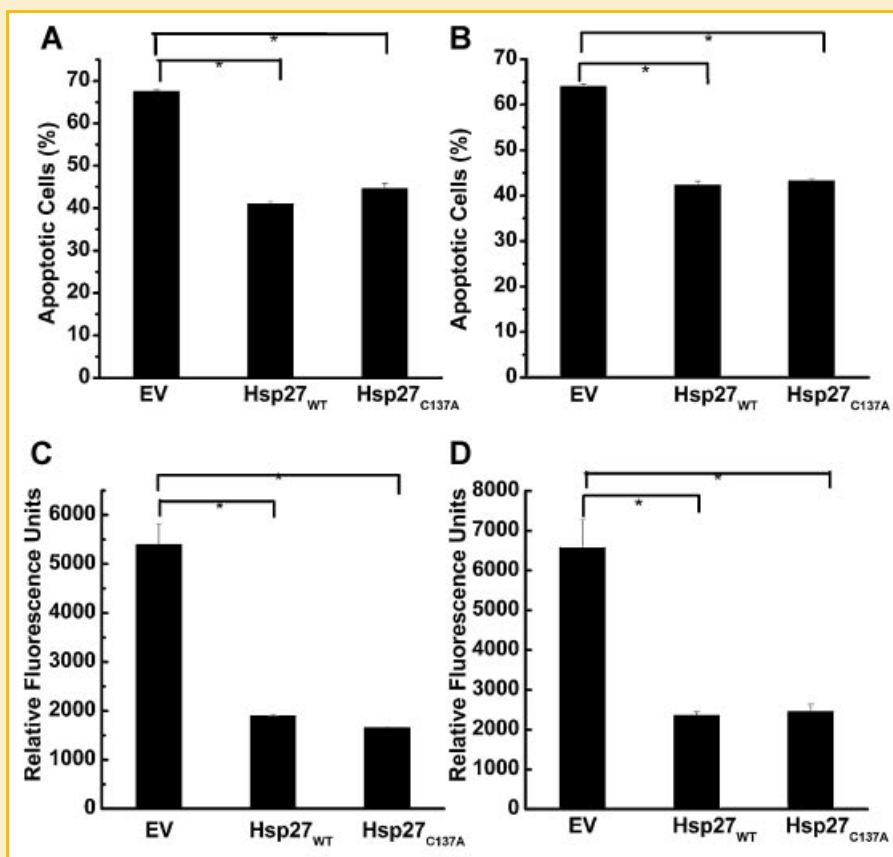 A
Apoptotic Cells (%)
70
60
50
40
30
20
10
0
*
*
EV
Hsp27WT
Hsp27C137A
B
Apoptotic Cells (%)
70
60
50
40
30
20
10
0
*
*
EV
Hsp27WT
Hsp27C137A
C
Relative Fluorescence Units
6000
5000
4000
3000
2000
1000
0
*
*
EV
Hsp27WT
Hsp27C137A
D
Relative Fluorescence Units
8000
7000
6000
5000
4000
3000
2000
1000
0
*
*
EV
Hsp27WT
Hsp27C137A